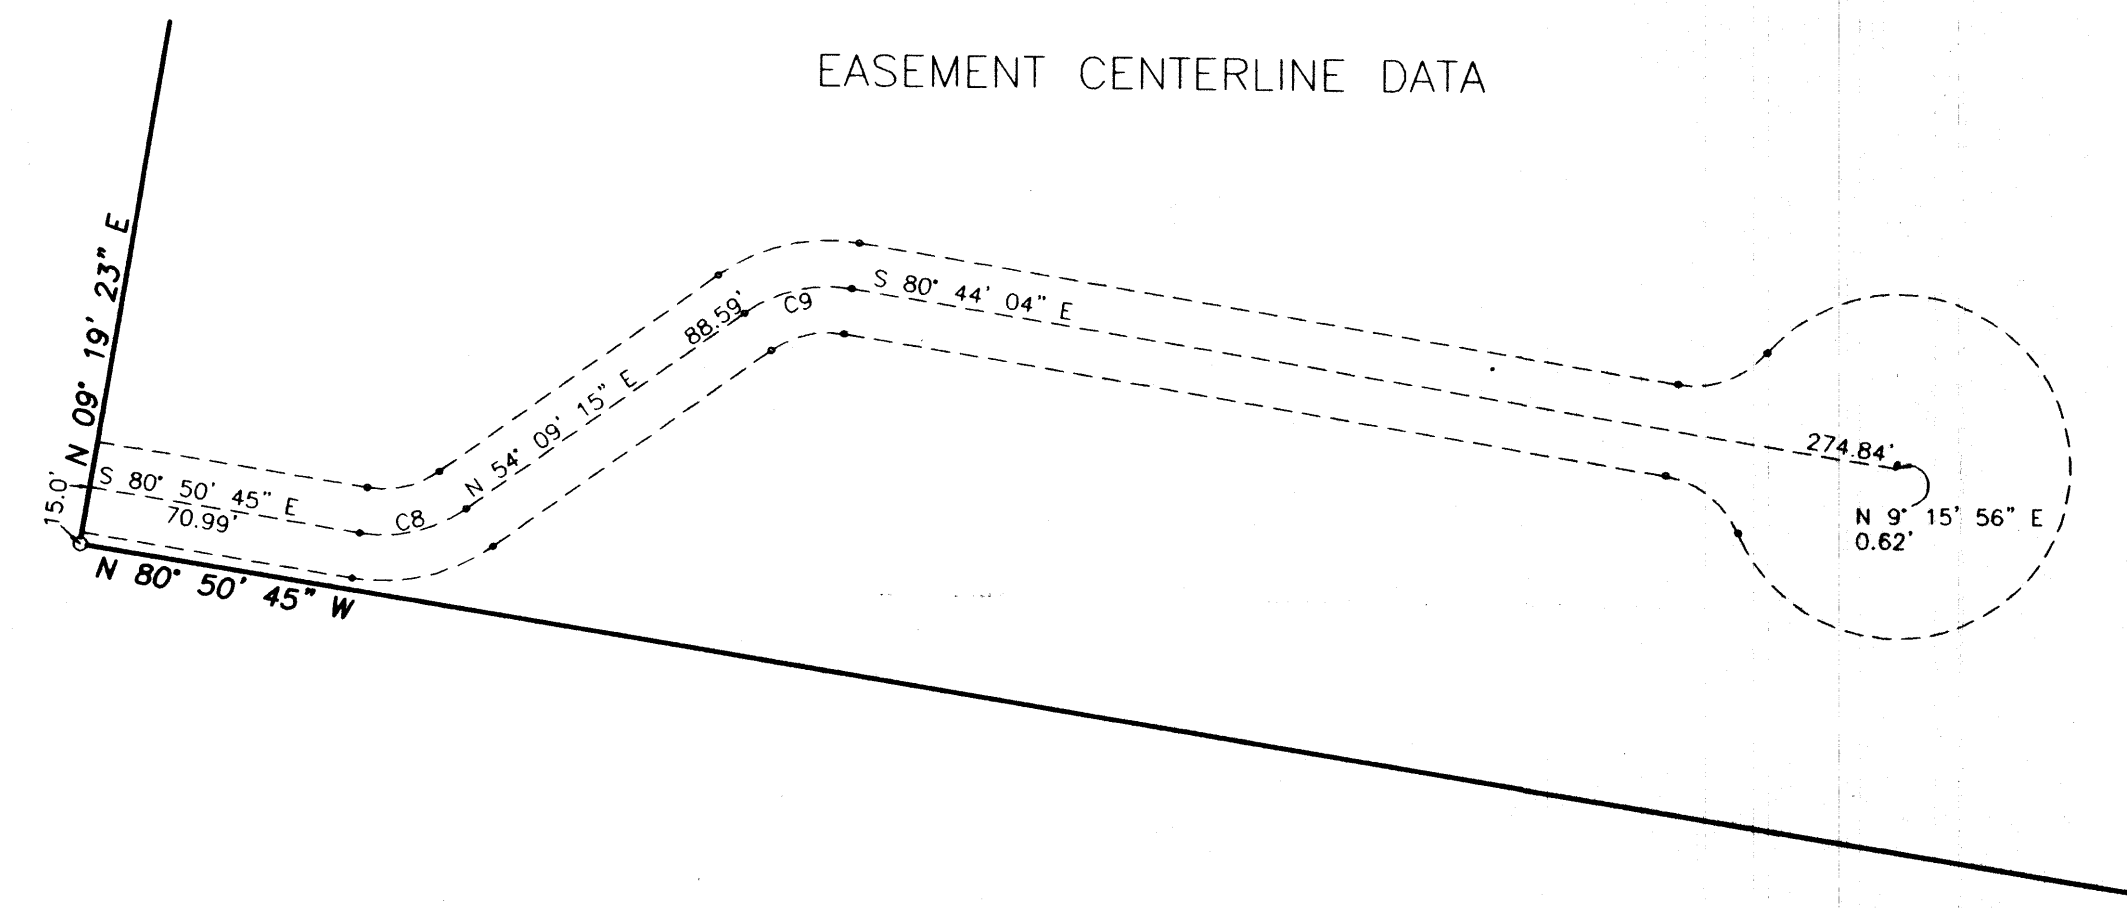 EASEMENT CENTERLINE DATA
N 09° 19' 23" E
S 80° 44' 04" E
88.59'
C9
N 54° 09' 15" E
274.84'
15.0'
S 80° 50' 45" E
70.99'
C8
N 9° 15' 56" E
0.62'
N 80° 50' 45" W